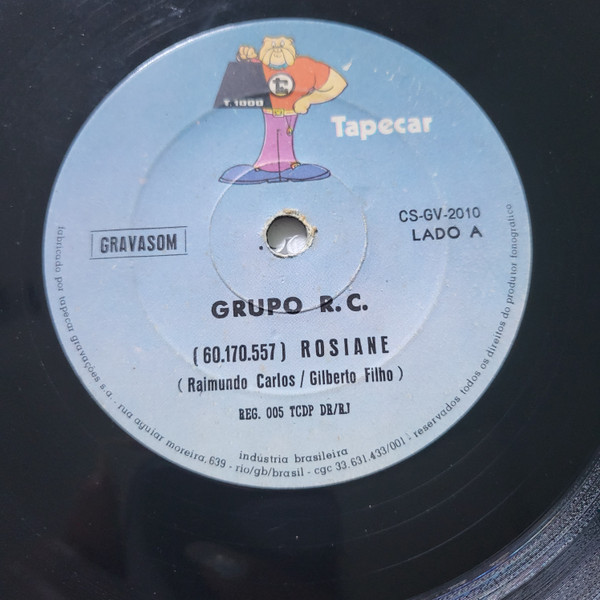 T.1000
Tapecar
GRAVASOM
CS-GV-2010
LADO A
GRUPO R.C.
(60.170.557) ROSIANE
(Raimundo Carlos / Gilberto Filho)
REG. 005 TCDP DR/RJ
indústria brasileira
fabricado por tapecar gravações s.a. - rua aguiar moreira, 639 - rio/gb/brasil - cgc 33.631.433/001 : reservados todos os direitos do produtor fonográfico